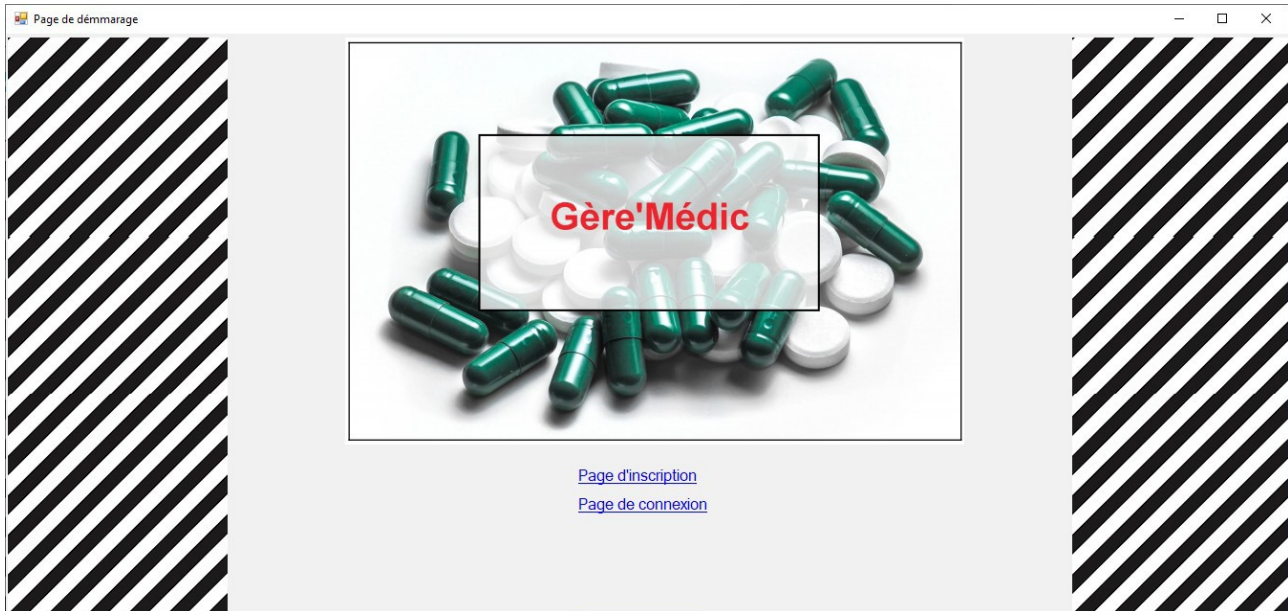 Page de démmarage
Gère'Médic
Page d'inscription
Page de connexion